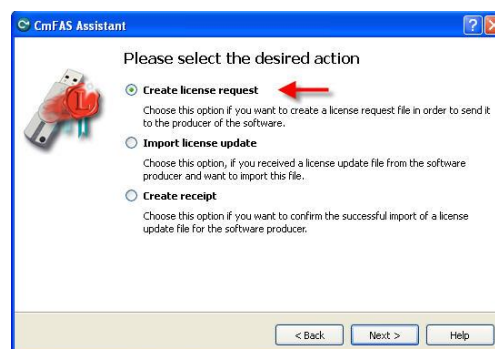 CmFAS Assistant
Please select the desired action
Create license request
Choose this option if you want to create a license request file in order to send it
to the producer of the software.
Import license update
Choose this option, if you received a license update file from the software
producer and want to import this file.
Create receipt
Choose this option if you want to confirm the successful import of a license
update file for the software producer.
< Back
Next >
Help